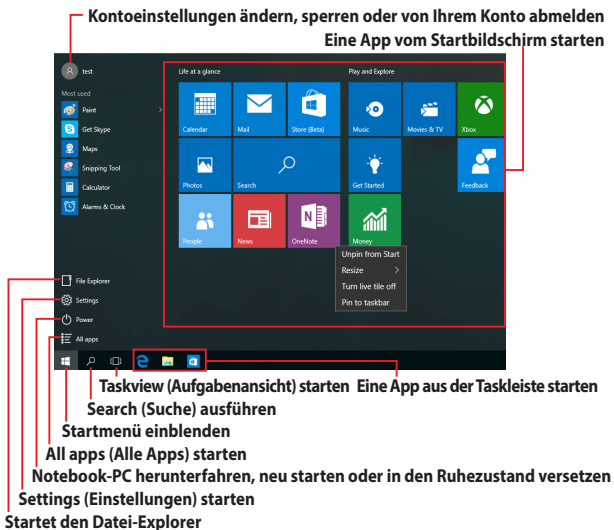 Kontoeinstellungen ändern, sperren oder von Ihrem Konto abmelden
Eine App vom Startbildschirm starten
test
Most used
Paint
Get Skype
Maps
Snipping Tool
Calculator
Alarms & Clock
File Explorer
Settings
Power
All apps
Life at a glance
Play and Explore
Calendar
Mail
Store (Beta)
Music
Movies & TV
Xbox
Photos
Search
Get Started
Feedback
People
News
OneNote
Money
Unpin from Start
Resize
Turn live tile off
Pin to taskbar
Taskview (Aufgabenansicht) starten
Eine App aus der Taskleiste starten
Search (Suche) ausführen
Startmenü einblenden
All apps (Alle Apps) starten
Notebook-PC herunterfahren, neu starten oder in den Ruhezustand versetzen
Settings (Einstellungen) starten
Startet den Datei-Explorer